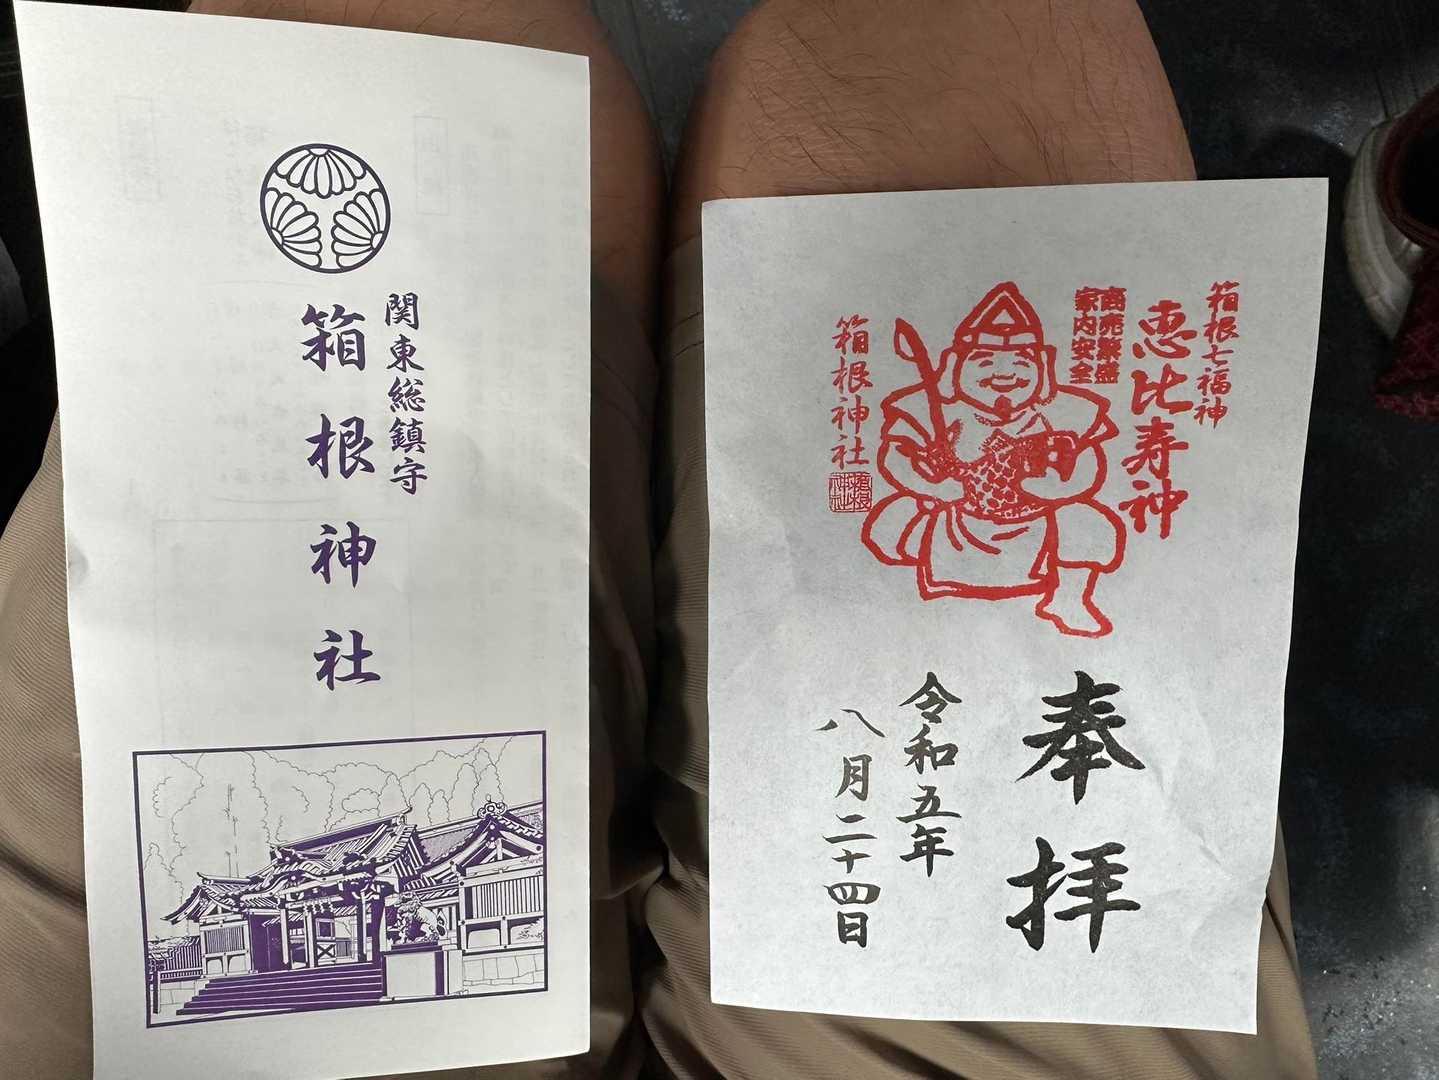 関東総鎮守
箱根神社
箱根七福神
恵比寿神
商売繁盛
家内安全
箱根神社
奉拝
令和五年
八月二十四日